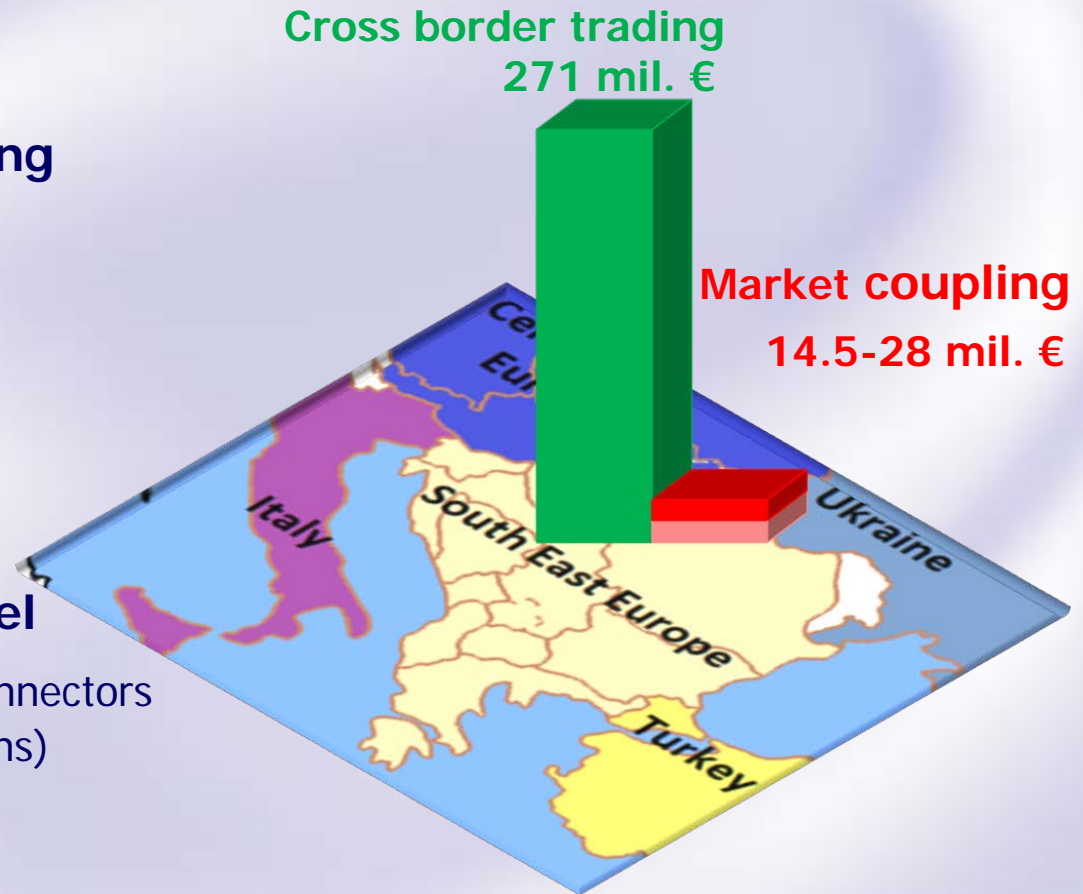 Cross border trading
271 mil. €
ng
Market coupling
14.5-28 mil. €
Italy
South East Europe
Ukraine
Turkey
el
nnectors
ns)